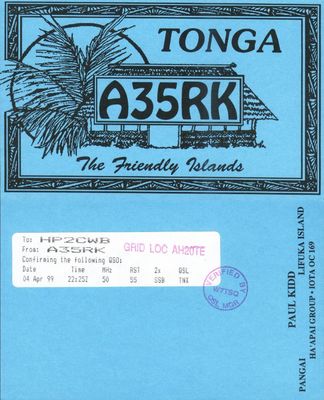 TONGA
A35RK
The Friendly Islands
To: HP2CWB
From: A35RK
GRID LOC AH20TE
Confirming the following QSO:
Date Time MHz RST 2x QSL
04 Apr 99 22:25Z 50 55 SSB TNX
VERIFIED BY
W7TSQ
QSL MGR
PAUL KIDD
LIFUKA ISLAND
PANGAI HA'APAI GROUP • IOTA OC 169